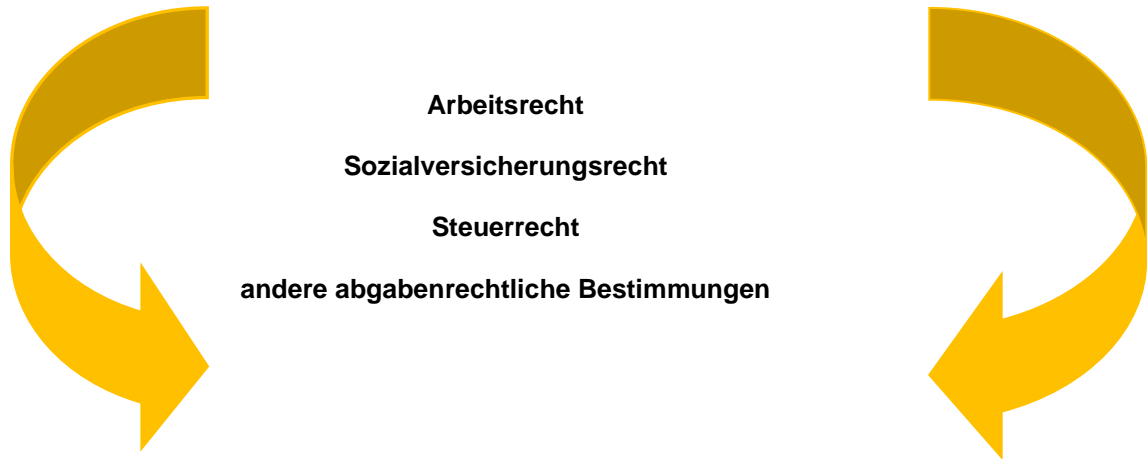 Arbeitsrecht
Sozialversicherungsrecht
Steuerrecht
andere abgabenrechtliche Bestimmungen